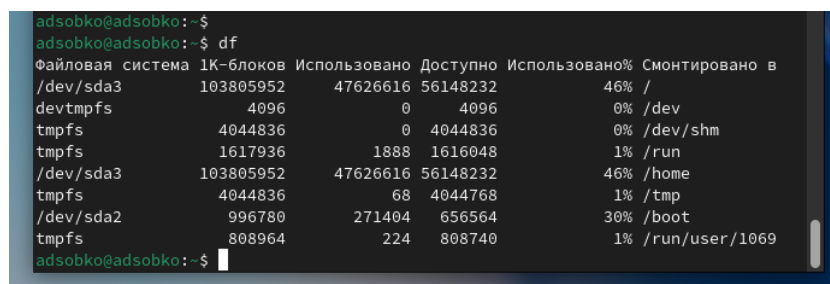 adsobko@adsobko:~$
adsobko@adsobko:~$ df
Файловая система 1K-блоков Использовано Доступно Использовано% Смонтировано в
/dev/sda3 103805952 47626616 56148232 46% /
devtmpfs 4096 0 4096 0% /dev
tmpfs 4044836 0 4044836 0% /dev/shm
tmpfs 1617936 1888 1616048 1% /run
/dev/sda3 103805952 47626616 56148232 46% /home
tmpfs 4044836 68 4044768 1% /tmp
/dev/sda2 996780 271404 656564 30% /boot
tmpfs 808964 224 808740 1% /run/user/1069
adsobko@adsobko:~$